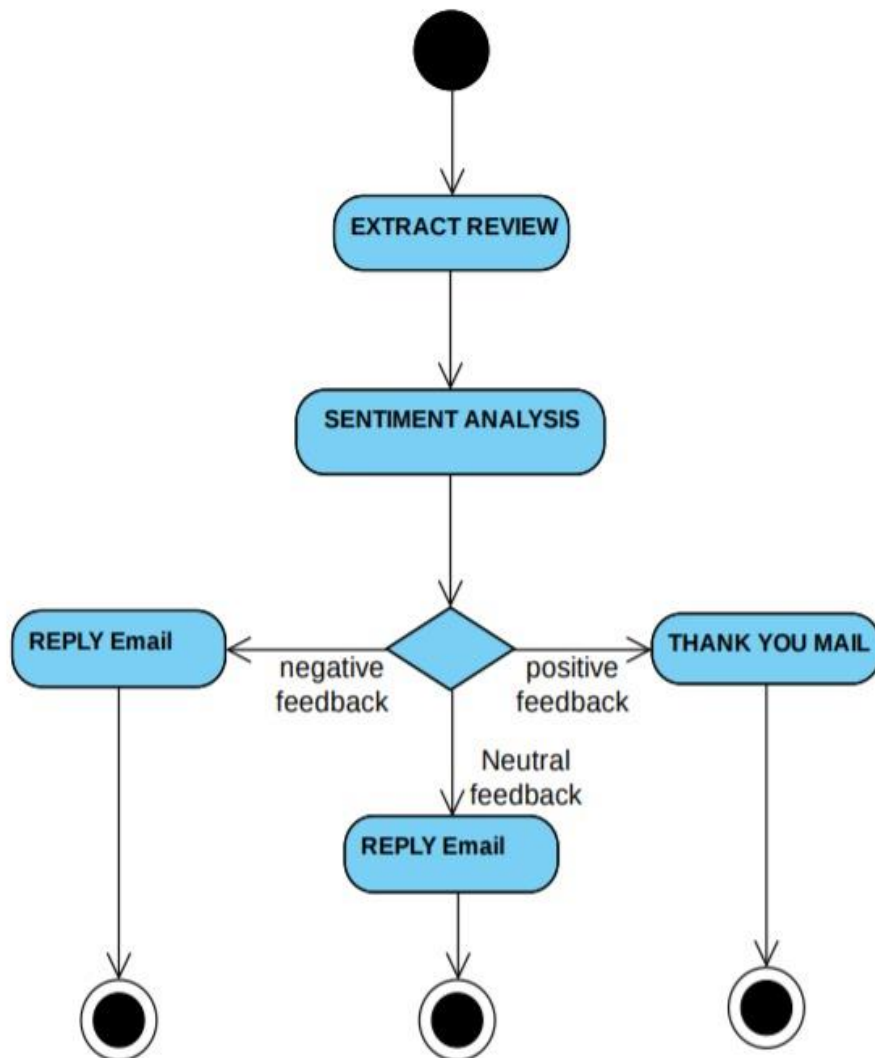 EXTRACT REVIEW
SENTIMENT ANALYSIS
REPLY Email
negative
feedback
positive
feedback
THANK YOU MAIL
Neutral
feedback
REPLY Email